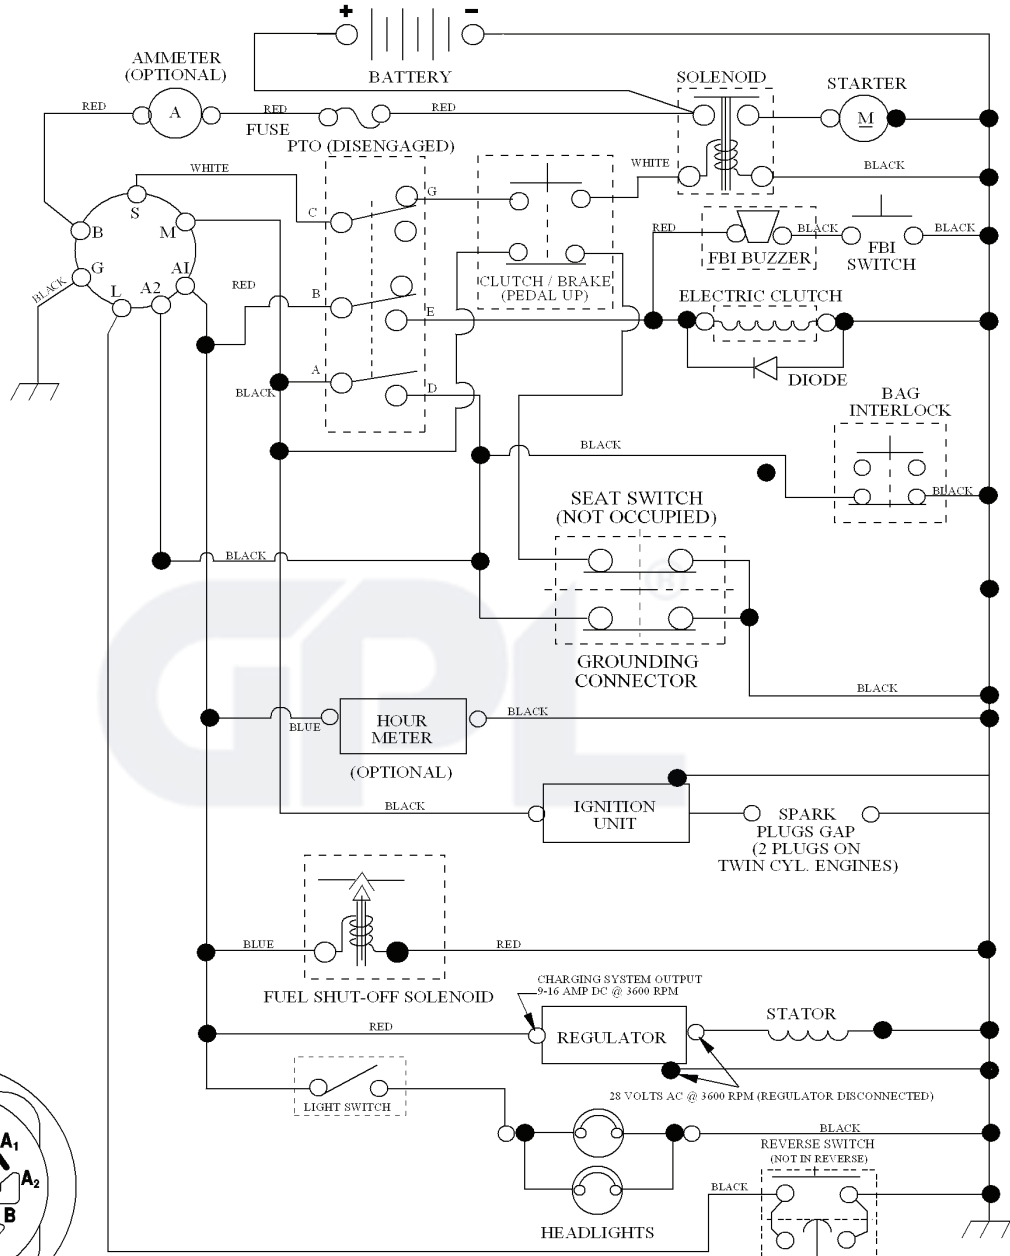 + −
BATTERY
AMMETER
(OPTIONAL)
SOLENOID
STARTER
RED
A
RED
FUSE
RED
M
PTO (DISENGAGED)
WHITE
WHITE
BLACK
S
B
M
G
L
A2
A1
C
G
BLACK
RED
B
E
CLUTCH / BRAKE
(PEDAL UP)
RED
BLACK
BLACK
FBI BUZZER
FBI
SWITCH
ELECTRIC CLUTCH
DIODE
A
BLACK
D
BAG
INTERLOCK
BLACK
BLACK
SEAT SWITCH
(NOT OCCUPIED)
BLACK
GPL®
GROUNDING
CONNECTOR
BLACK
BLUE
HOUR
METER
BLACK
(OPTIONAL)
BLACK
IGNITION
UNIT
SPARK
PLUGS GAP
(2 PLUGS ON
TWIN CYL. ENGINES)
BLUE
RED
FUEL SHUT-OFF SOLENOID
CHARGING SYSTEM OUTPUT
9-16 AMP DC @ 3600 RPM
RED
REGULATOR
STATOR
LIGHT SWITCH
28 VOLTS AC @ 3600 RPM (REGULATOR DISCONNECTED)
BLACK
REVERSE SWITCH
(NOT IN REVERSE)
BLACK
HEADLIGHTS
A1
A2
B